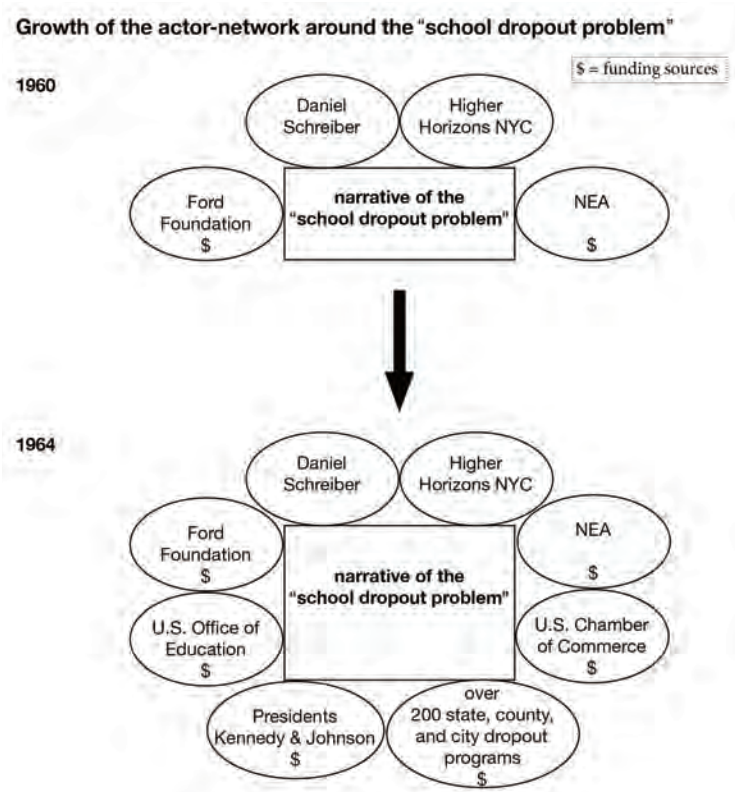 Growth of the actor-network around the “school dropout problem”
$ = funding sources
1960
Daniel
Schreiber
Higher
Horizons NYC
Ford
Foundation
$
narrative of the
“school dropout problem”
NEA
$
1964
Daniel
Schreiber
Higher
Horizons NYC
Ford
Foundation
$
NEA
$
narrative of the
“school dropout problem”
U.S. Office of
Education
$
U.S. Chamber
of Commerce
$
Presidents
Kennedy & Johnson
$
over
200 state, county,
and city dropout
programs
$